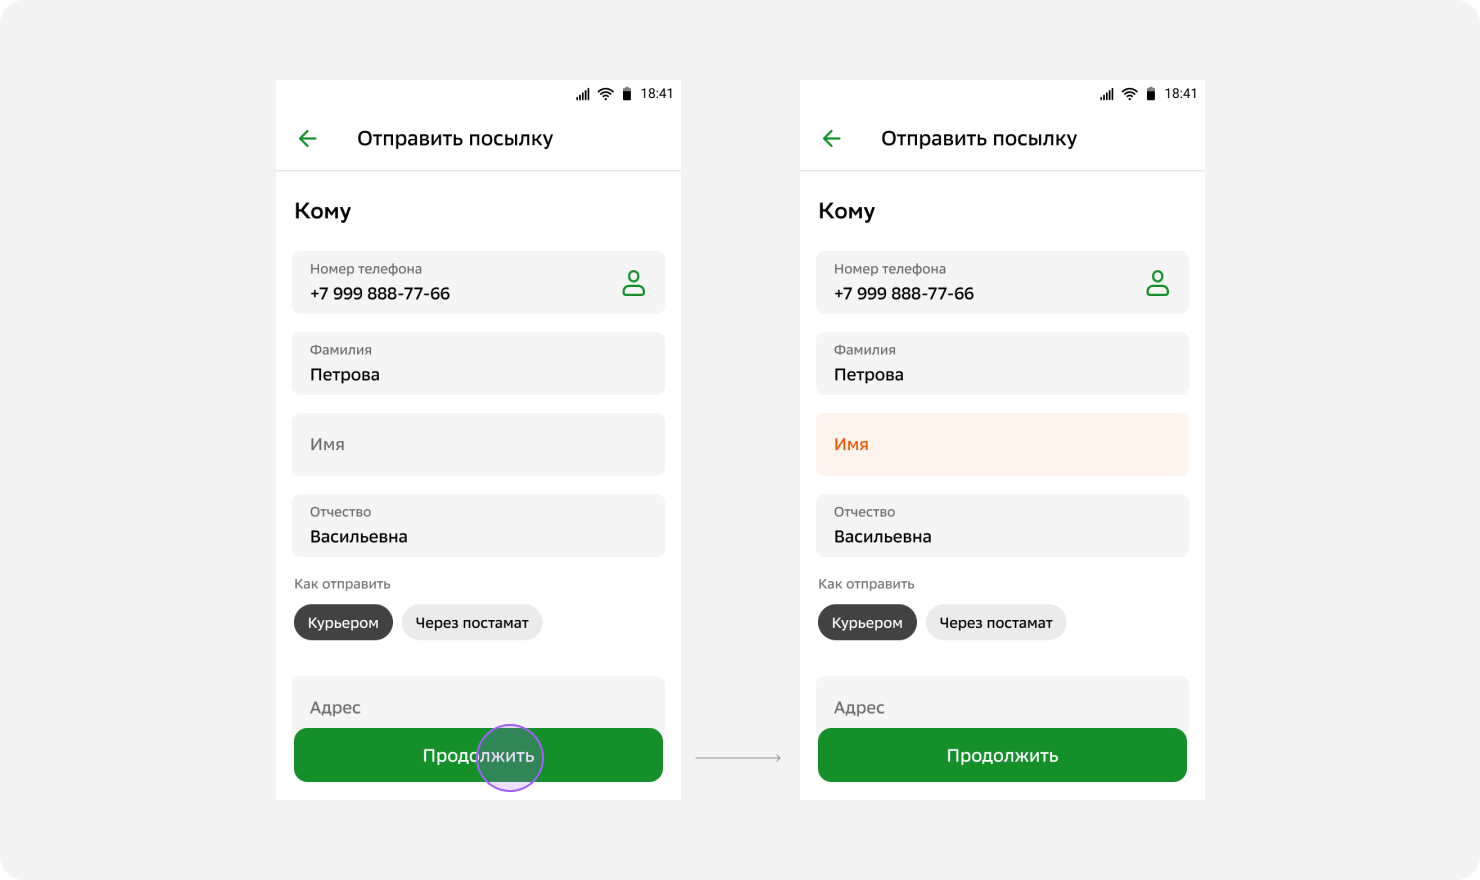 18:41
Отправить посылку
Кому
Номер телефона
+7 999 888-77-66
Фамилия
Петрова
Имя
Отчество
Васильевна
Как отправить
Курьером
Через постамат
Адрес
Продолжить
18:41
Отправить посылку
Кому
Номер телефона
+7 999 888-77-66
Фамилия
Петрова
Имя
Отчество
Васильевна
Как отправить
Курьером
Через постамат
Адрес
Продолжить